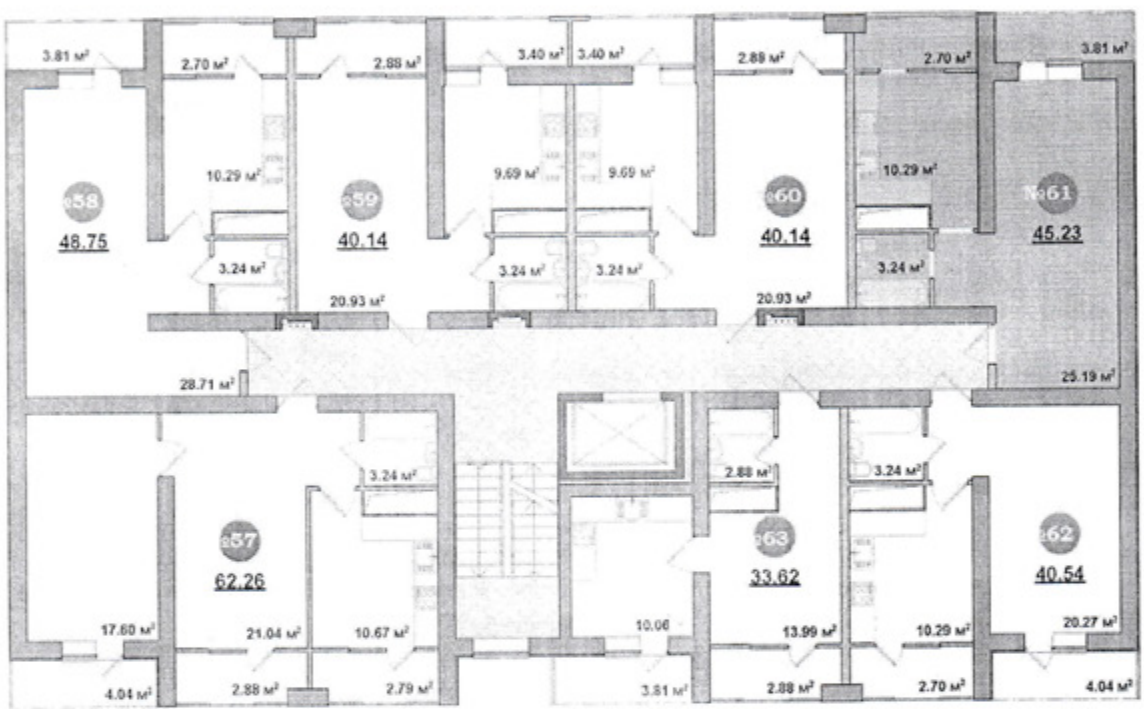 3.81 м²
2.70 м²
2.88 м²
3.40 м²
3.40 м²
2.88 м²
2.70 м²
3.81 м²
10.29 м²
9.69 м²
9.69 м²
10.29 м²
№58
48.75
№59
40.14
№60
40.14
№61
45.23
3.24 м²
3.24 м²
3.24 м²
3.24 м²
20.93 м²
20.93 м²
28.71 м²
25.19 м²
3.24 м²
2.88 м²
3.24 м²
№57
62.26
№63
33.62
№62
40.54
17.60 м²
21.04 м²
10.67 м²
10.06
13.99 м²
10.29 м²
20.27 м²
4.04 м²
2.88 м²
2.79 м²
3.81 м²
2.88 м²
2.70 м²
4.04 м²